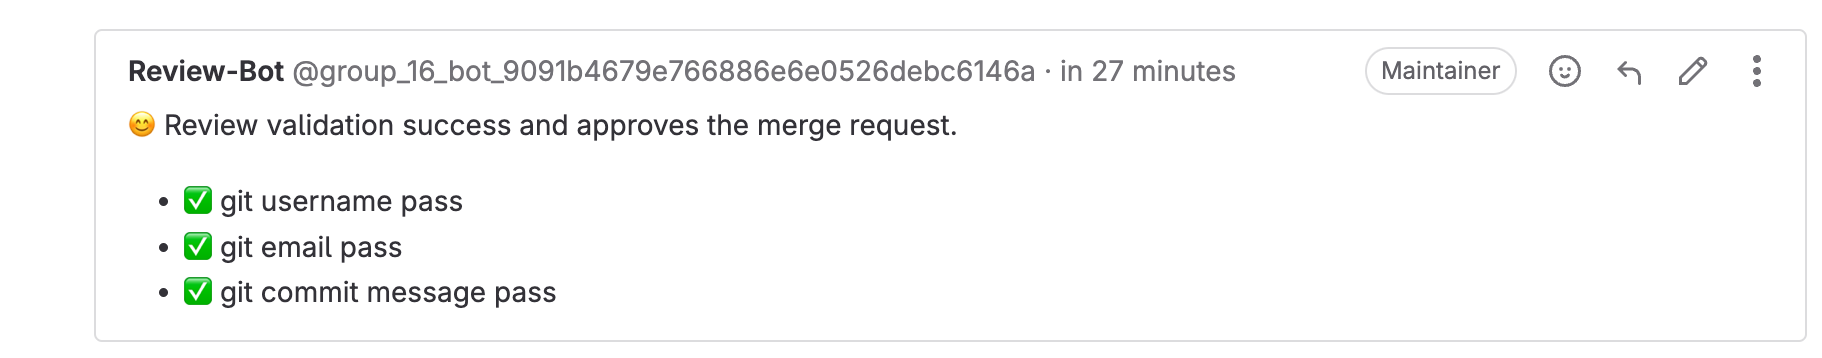 Review-Bot @group_16_bot_9091b4679e766886e6e0526debc6146a · in 27 minutes Maintainer
😊 Review validation success and approves the merge request.
• ✅ git username pass
• ✅ git email pass
• ✅ git commit message pass